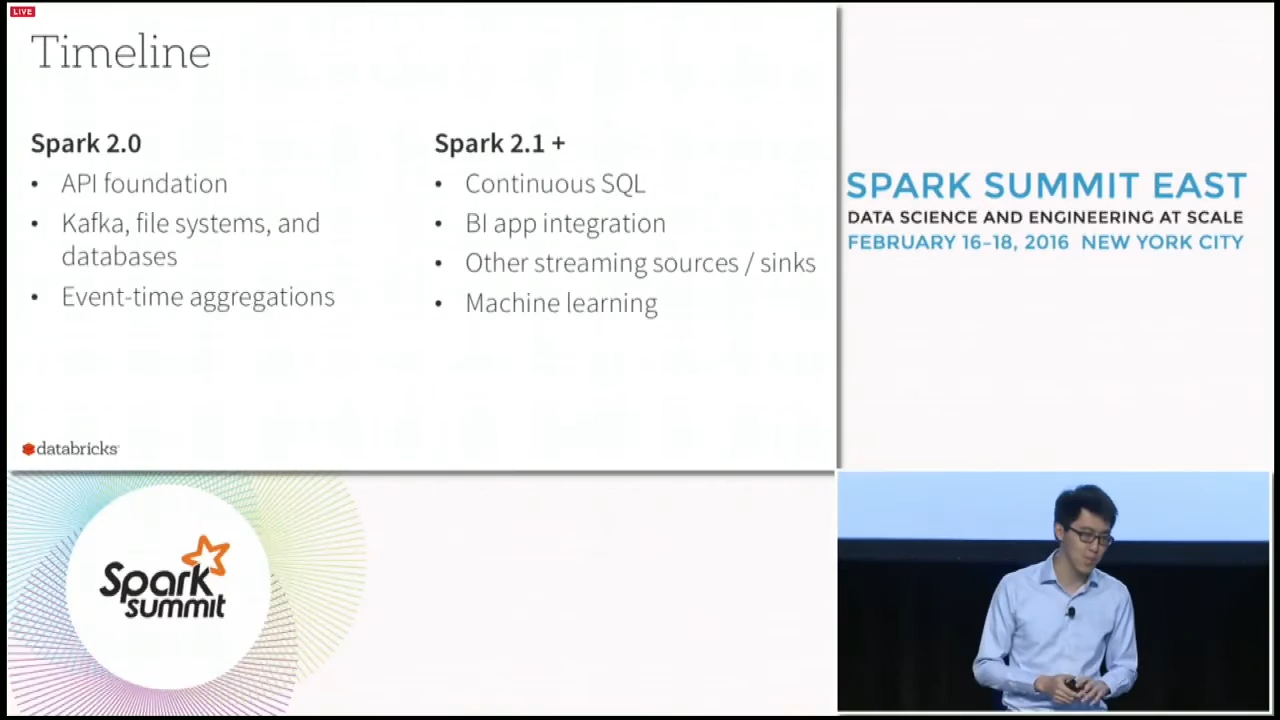 LIVE
Timeline
Spark 2.0
• API foundation
• Kafka, file systems, and
databases
• Event-time aggregations
Spark 2.1 +
• Continuous SQL
• BI app integration
• Other streaming sources / sinks
• Machine learning
databricks
SPARK SUMMIT EAST
DATA SCIENCE AND ENGINEERING AT SCALE
FEBRUARY 16–18, 2016 NEW YORK CITY
Spark
summit